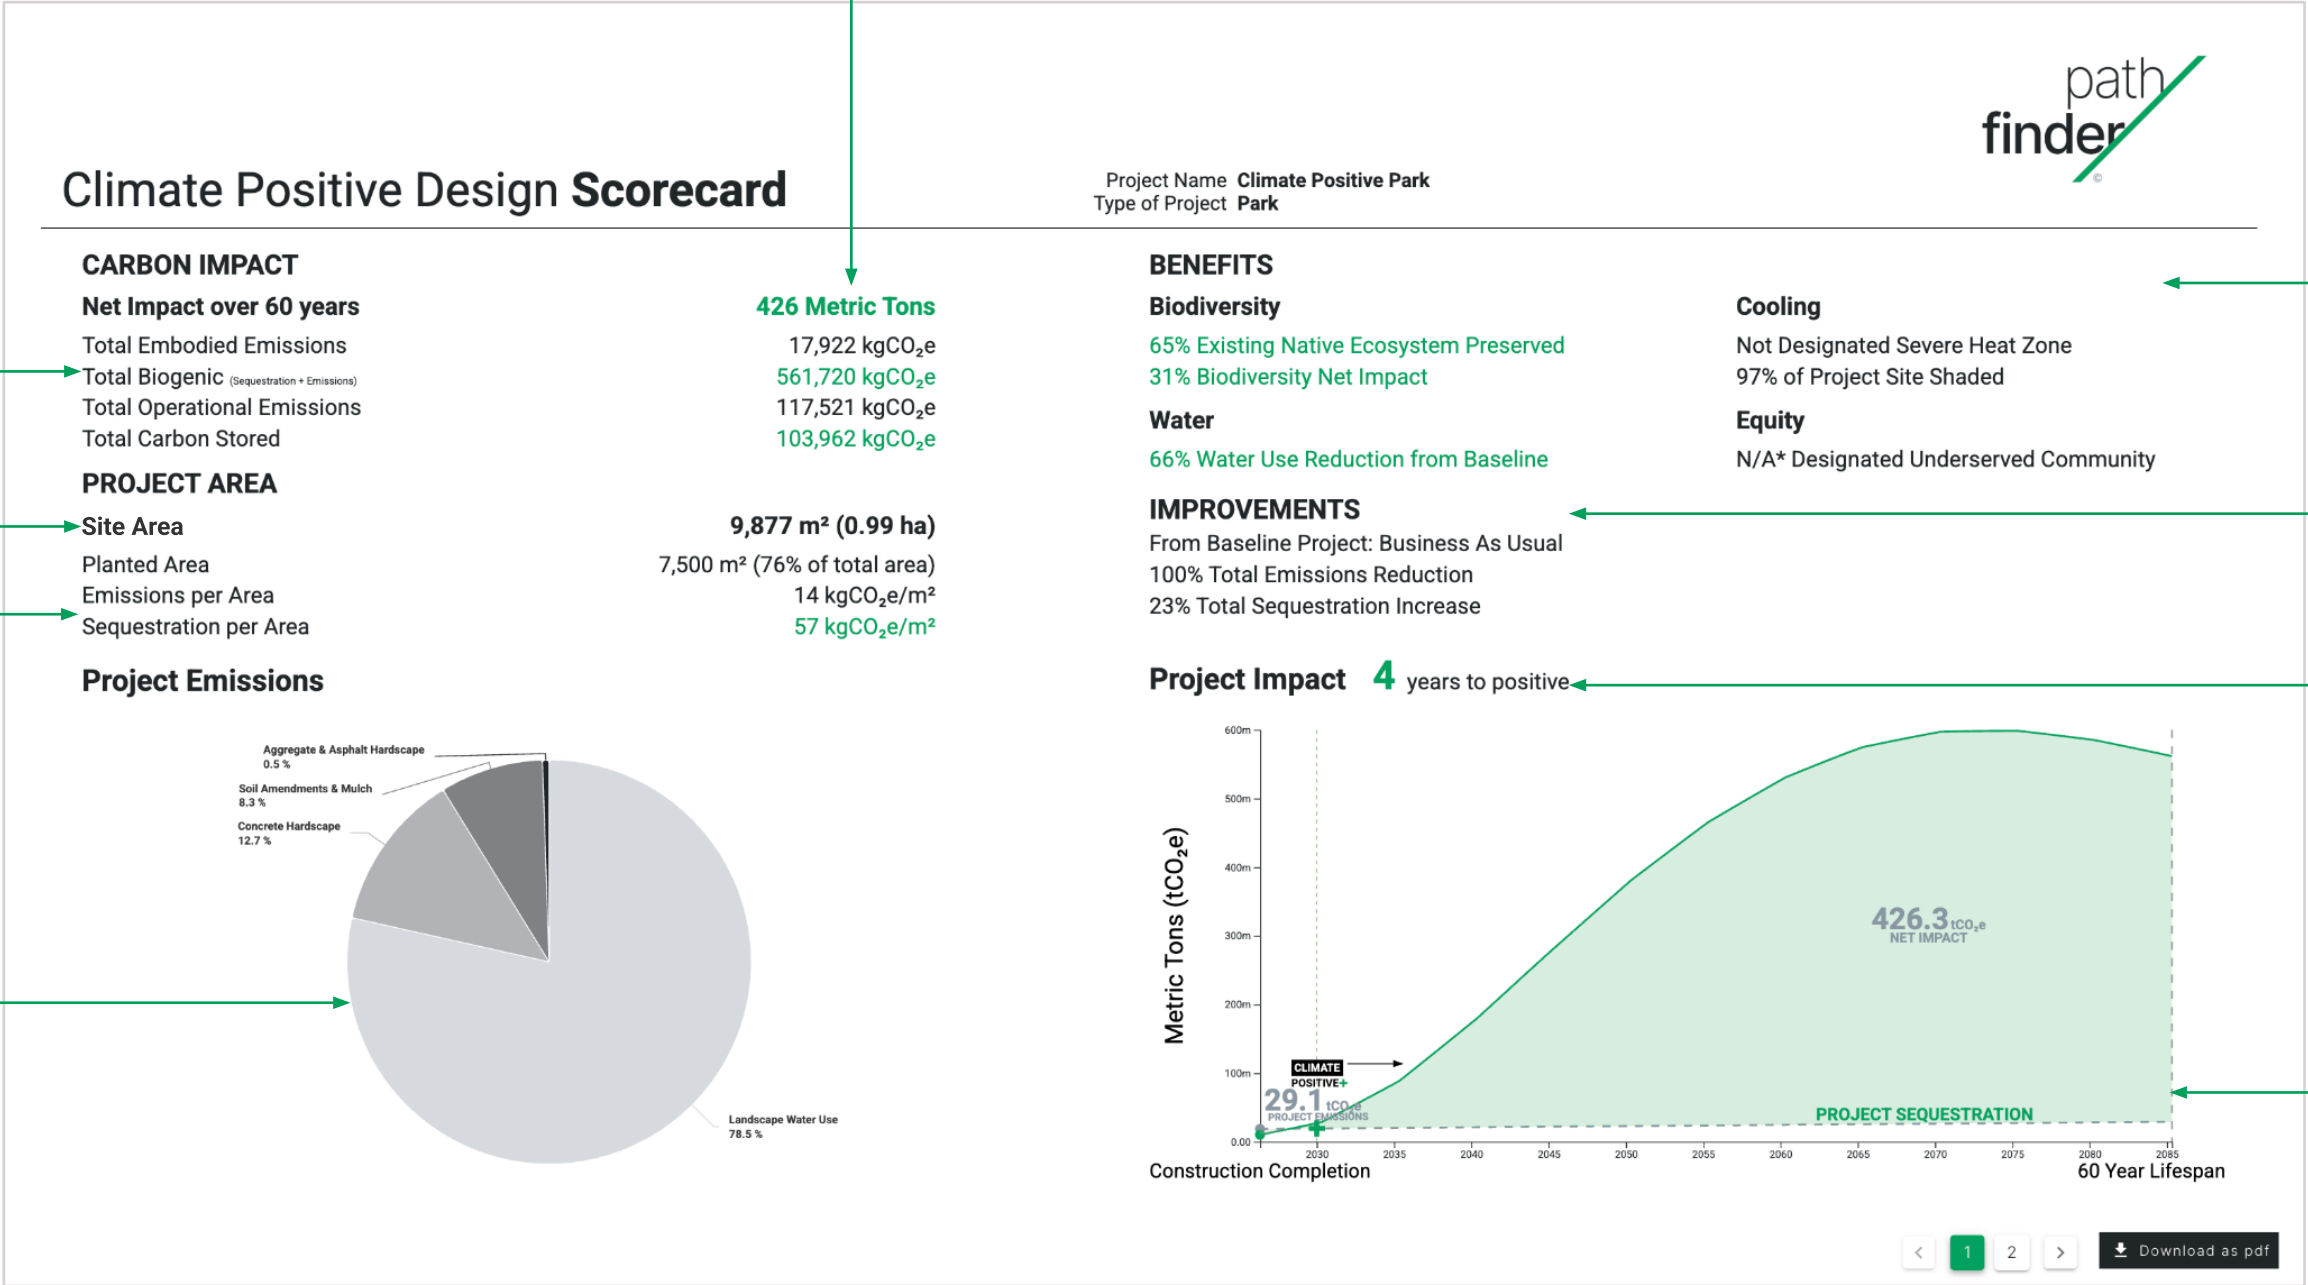 path
finder
©
Climate Positive Design Scorecard
Project Name Climate Positive Park
Type of Project Park
CARBON IMPACT
Net Impact over 60 years 426 Metric Tons
Total Embodied Emissions 17,922 kgCO₂e
Total Biogenic (Sequestration + Emissions) 561,720 kgCO₂e
Total Operational Emissions 117,521 kgCO₂e
Total Carbon Stored 103,962 kgCO₂e
PROJECT AREA
Site Area 9,877 m² (0.99 ha)
Planted Area 7,500 m² (76% of total area)
Emissions per Area 14 kgCO₂e/m²
Sequestration per Area 57 kgCO₂e/m²
Project Emissions
Aggregate & Asphalt Hardscape
0.5 %
Soil Amendments & Mulch
8.3 %
Concrete Hardscape
12.7 %
Landscape Water Use
78.5 %
BENEFITS
Biodiversity
65% Existing Native Ecosystem Preserved
31% Biodiversity Net Impact
Water
66% Water Use Reduction from Baseline
Cooling
Not Designated Severe Heat Zone
97% of Project Site Shaded
Equity
N/A* Designated Underserved Community
IMPROVEMENTS
From Baseline Project: Business As Usual
100% Total Emissions Reduction
23% Total Sequestration Increase
Project Impact 4 years to positive
Metric Tons (tCO₂e)
600m
500m
400m
300m
200m
100m
0.00
426.3 tCO₂e
NET IMPACT
CLIMATE
POSITIVE+
29.1 tCO₂e
PROJECT EMISSIONS
PROJECT SEQUESTRATION
2030 2035 2040 2045 2050 2055 2060 2065 2070 2075 2080 2085
Construction Completion 60 Year Lifespan
1 2 Download as pdf